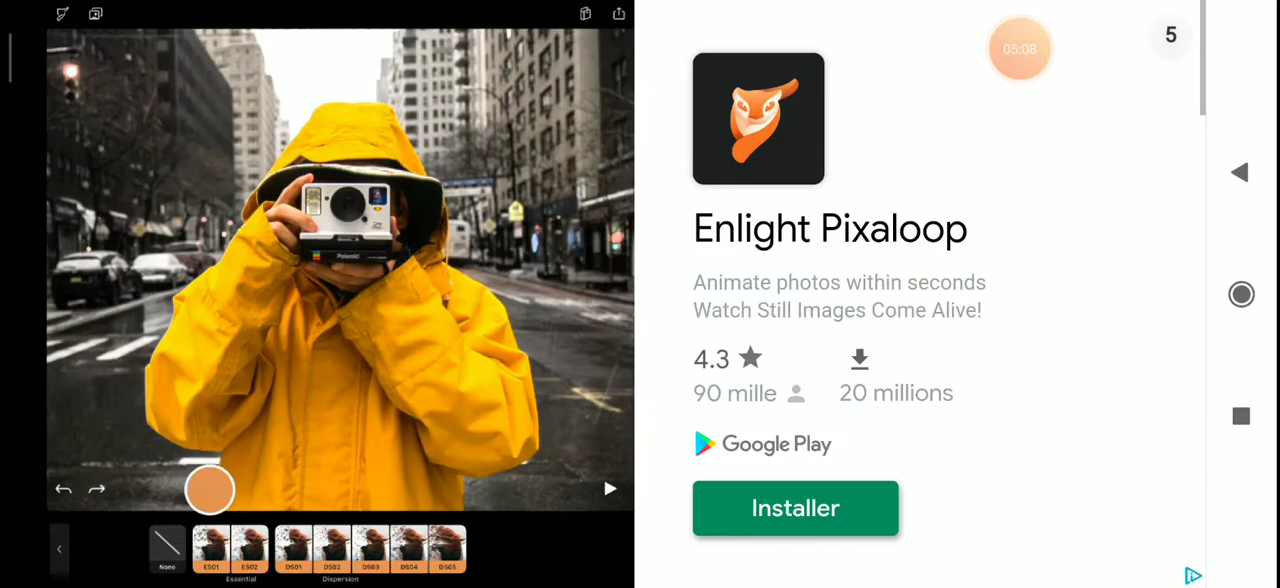 Polaroid
None
ES01
ES02
DS01
DS02
DS03
DS04
DS05
Essential
Dispersion
05:08
5
Enlight Pixaloop
Animate photos within seconds
Watch Still Images Come Alive!
4.3
90 mille
20 millions
Google Play
Installer